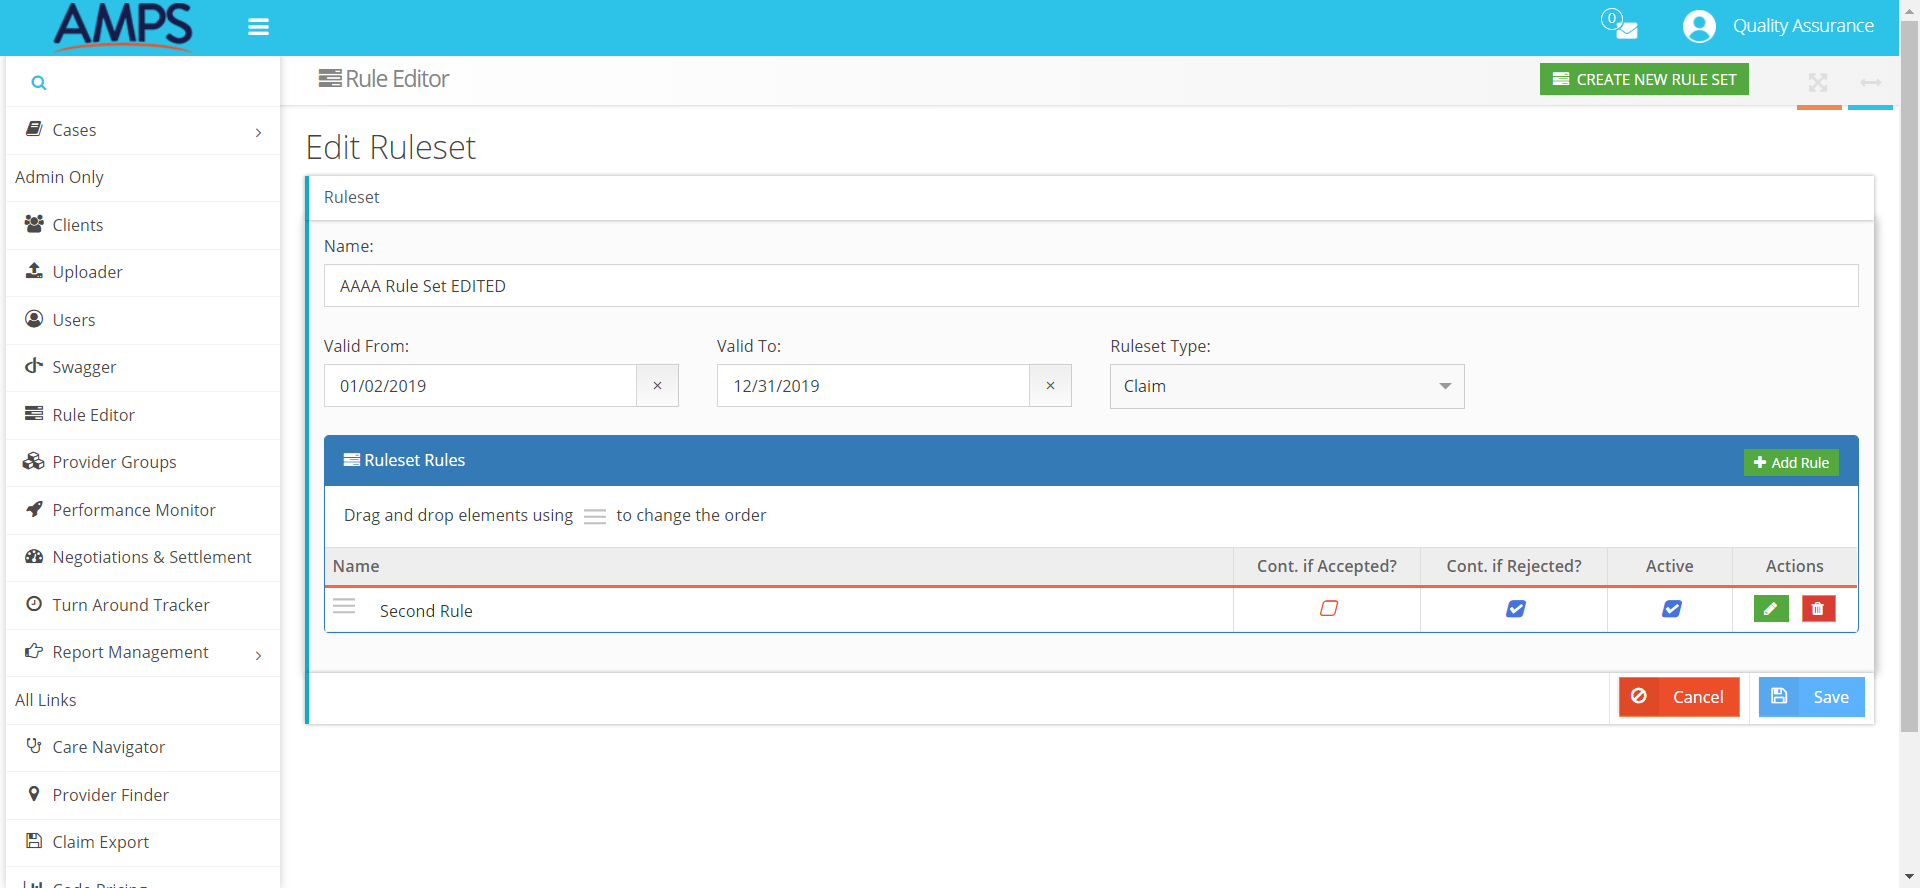 AMPS
0
Quality Assurance
Rule Editor
CREATE NEW RULE SET
Cases
Admin Only
Clients
Uploader
Users
Swagger
Rule Editor
Provider Groups
Performance Monitor
Negotiations & Settlement
Turn Around Tracker
Report Management
All Links
Care Navigator
Provider Finder
Claim Export
Code Pricing
Edit Ruleset
Ruleset
Name:
AAAA Rule Set EDITED
Valid From:
Valid To:
Ruleset Type:
01/02/2019 ×
12/31/2019 ×
Claim
Ruleset Rules
Add Rule
Drag and drop elements using to change the order
Name Cont. if Accepted? Cont. if Rejected? Active Actions
Second Rule
Cancel
Save